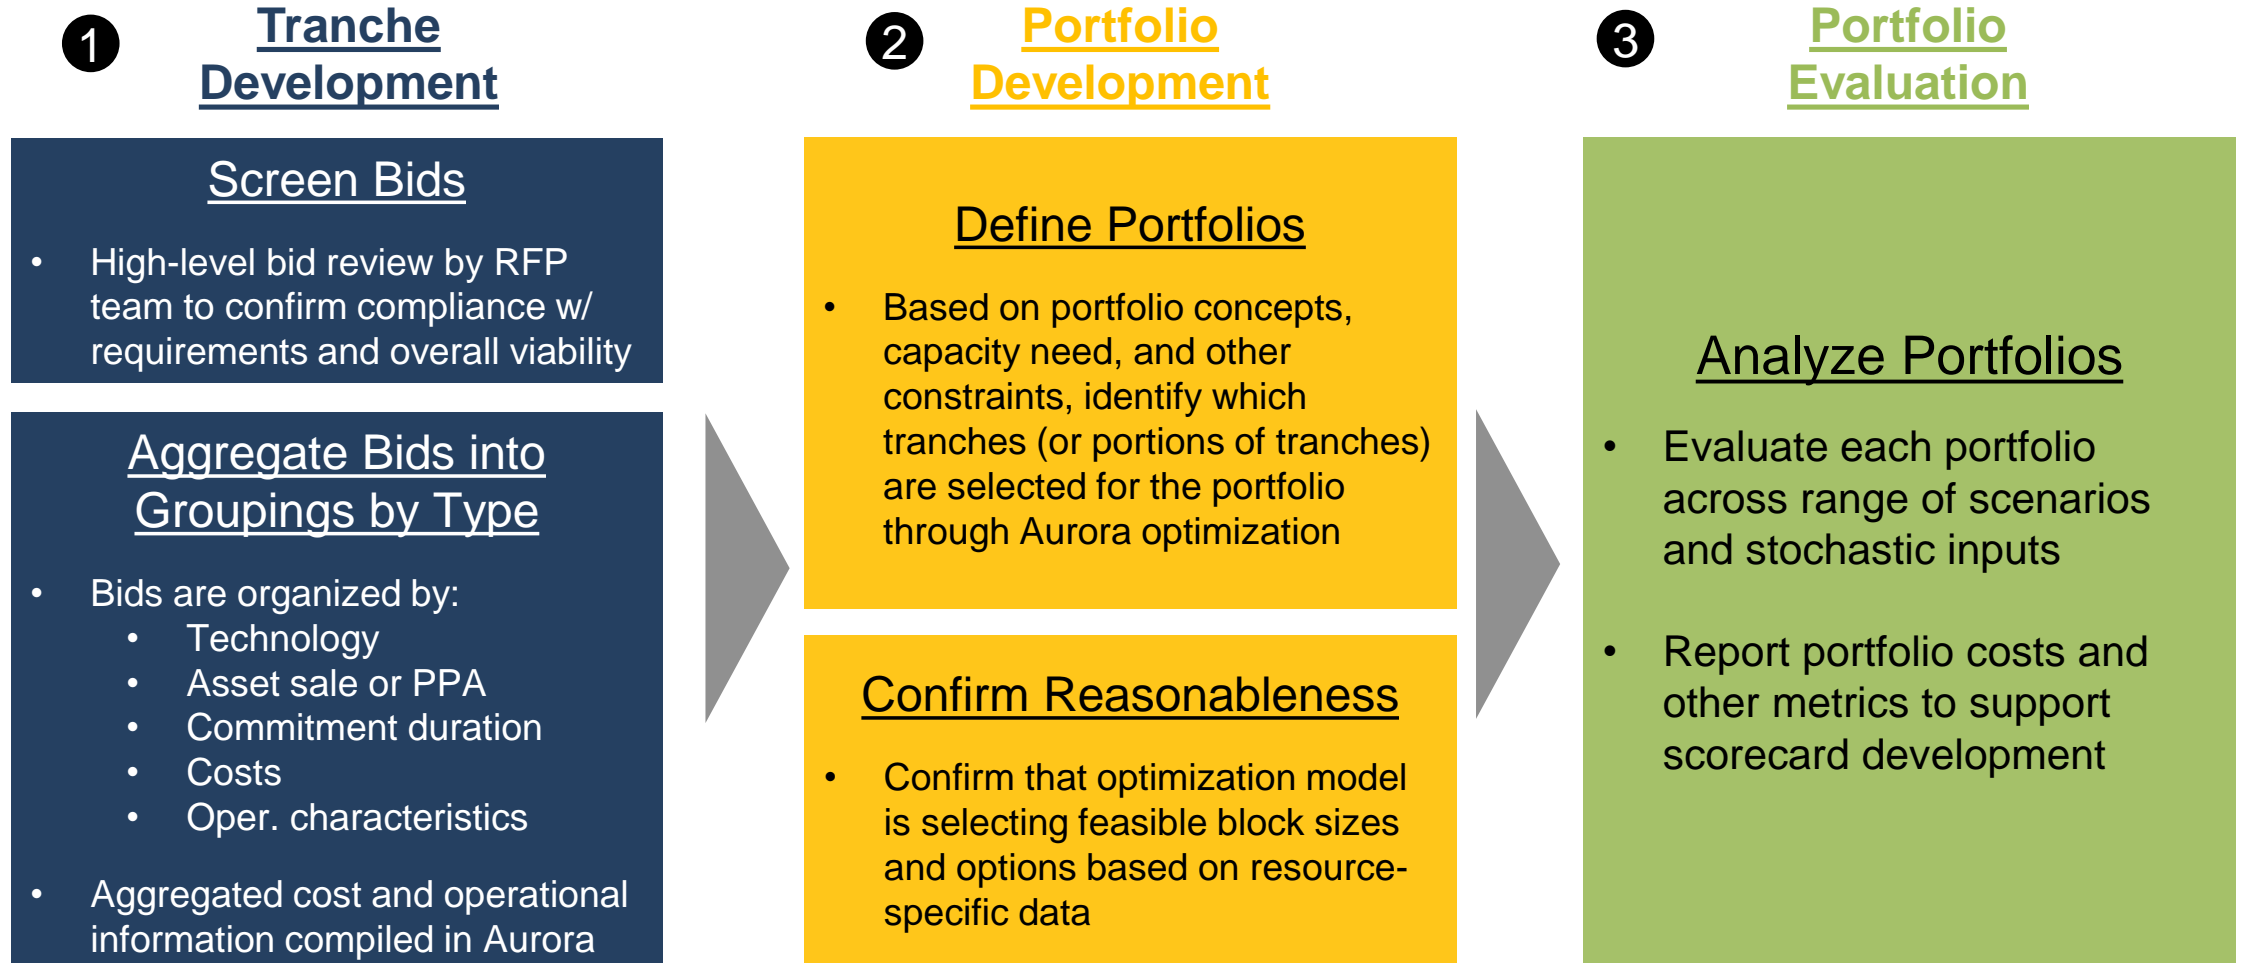 1
Tranche
Development
Screen Bids
• High-level bid review by RFP
team to confirm compliance w/
requirements and overall viability
Aggregate Bids into
Groupings by Type
• Bids are organized by:
• Technology
• Asset sale or PPA
• Commitment duration
• Costs
• Oper. characteristics
• Aggregated cost and operational
information compiled in Aurora
2
Portfolio
Development
Define Portfolios
• Based on portfolio concepts,
capacity need, and other
constraints, identify which
tranches (or portions of tranches)
are selected for the portfolio
through Aurora optimization
Confirm Reasonableness
• Confirm that optimization model
is selecting feasible block sizes
and options based on resource-
specific data
3
Portfolio
Evaluation
Analyze Portfolios
• Evaluate each portfolio
across range of scenarios
and stochastic inputs
• Report portfolio costs and
other metrics to support
scorecard development